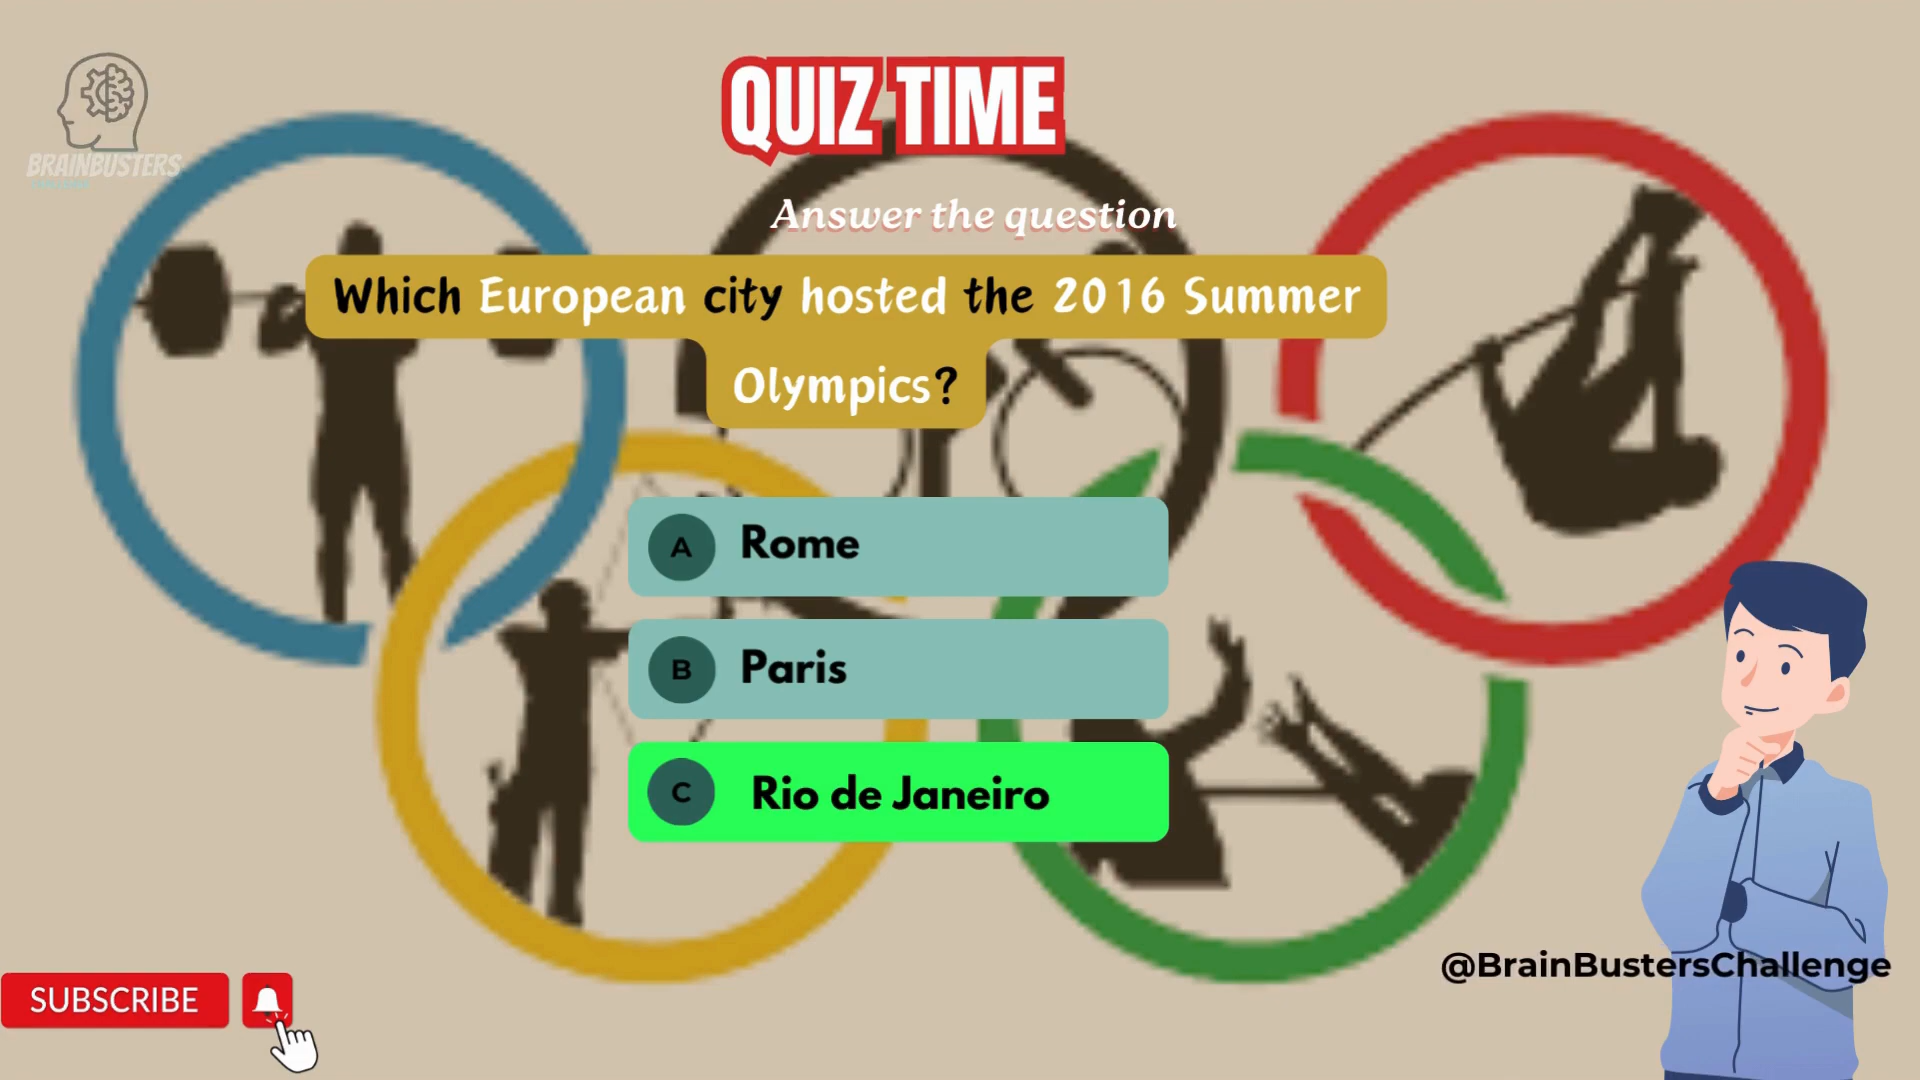 BRAINBUSTERS
QUIZ TIME
Answer the question
Which European city hosted the 2016 Summer
Olympics?
A Rome
B Paris
C Rio de Janeiro
@BrainBustersChallenge
SUBSCRIBE